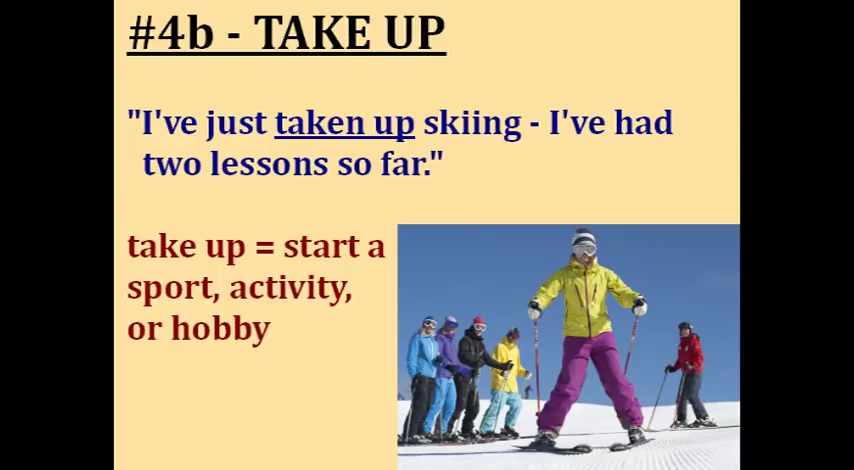 #4b - TAKE UP
"I've just taken up skiing - I've had
two lessons so far."
take up = start a
sport, activity,
or hobby